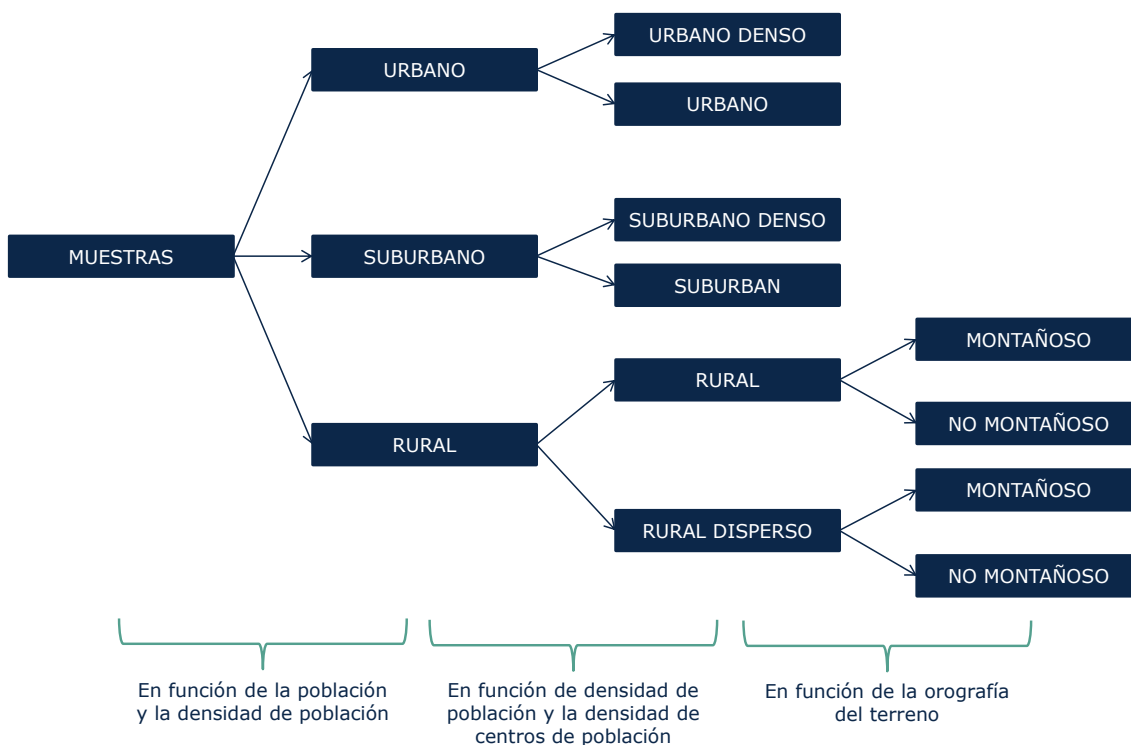 URBANO DENSO
URBANO
URBANO
SUBURBANO DENSO
MUESTRAS
SUBURBANO
SUBURBAN
MONTAÑOSO
RURAL
NO MONTAÑOSO
RURAL
MONTAÑOSO
RURAL DISPERSO
NO MONTAÑOSO
En función de la población
y la densidad de población
En función de densidad de
población y la densidad de
centros de población
En función de la orografía
del terreno